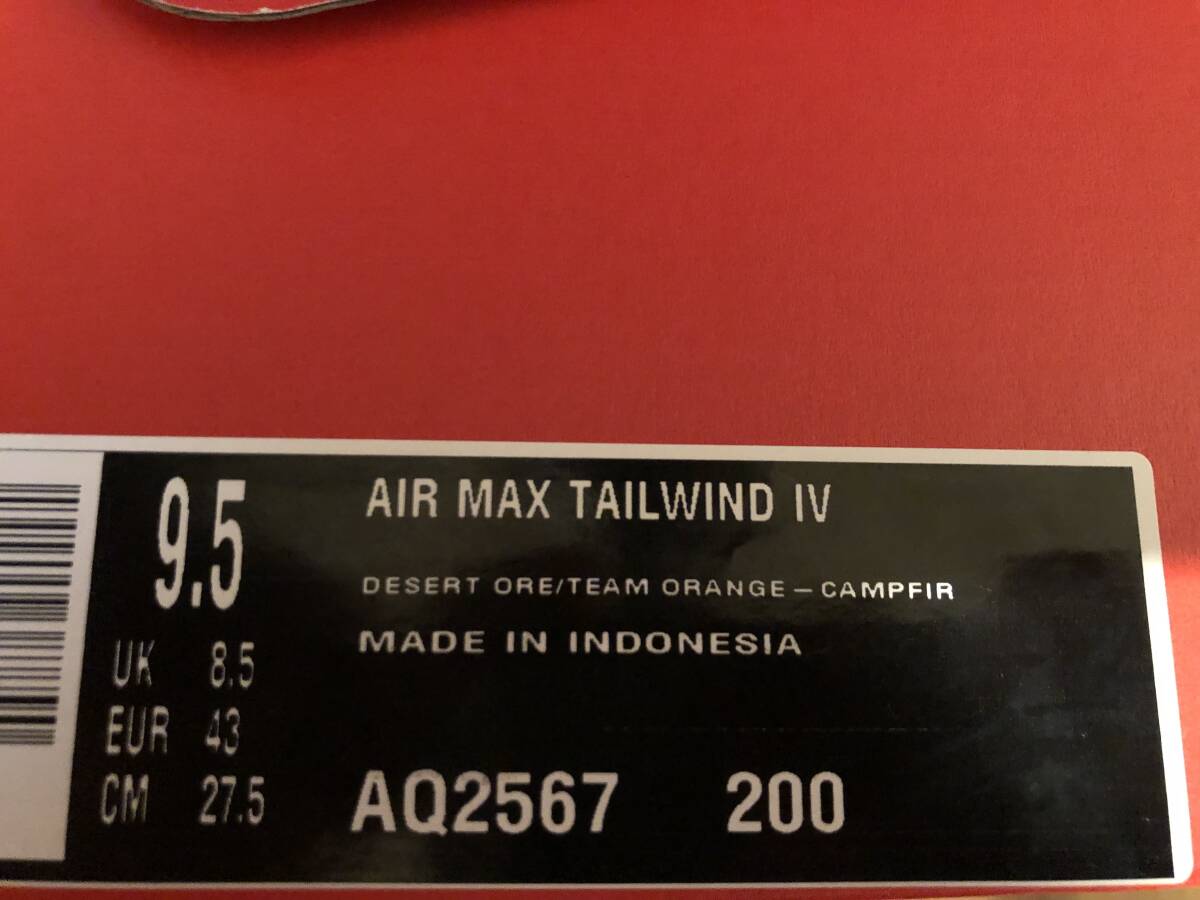 9.5
UK 8.5
EUR 43
CM 27.5
AIR MAX TAILWIND IV
DESERT ORE/TEAM ORANGE–CAMPFIR
MADE IN INDONESIA
AQ2567 200